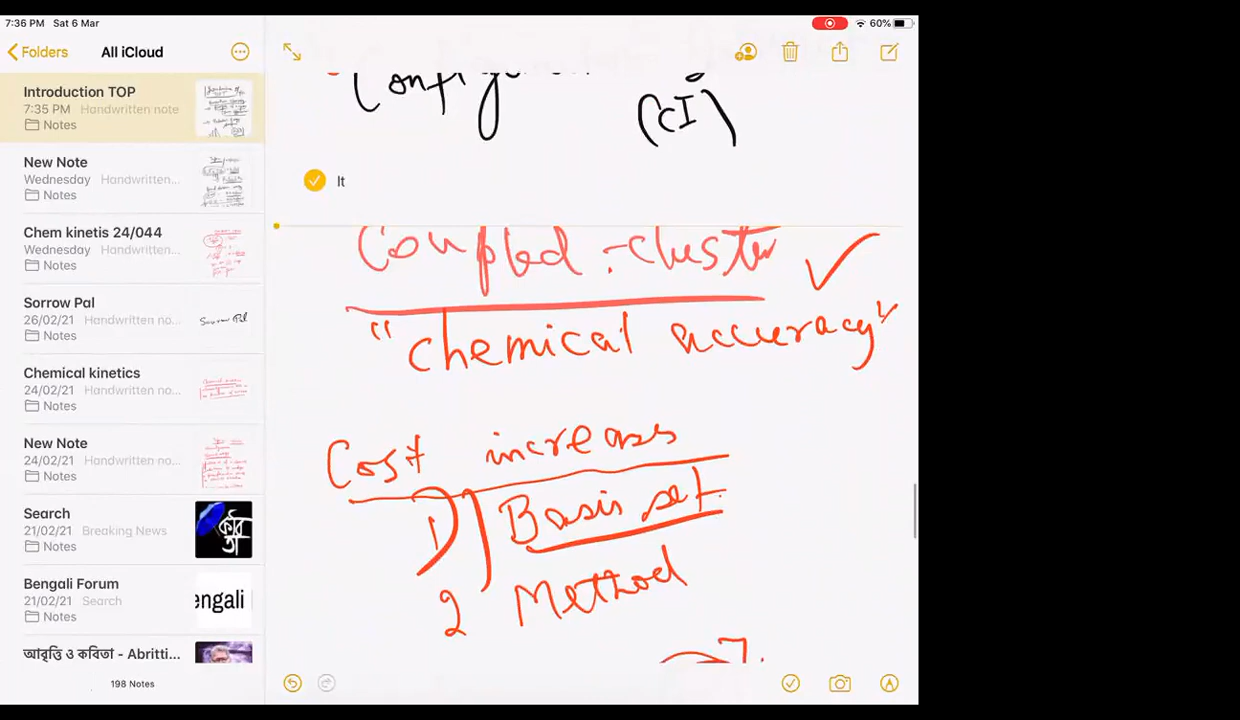 7:36 PM Sat 6 Mar
60%
Folders
All iCloud
Introduction TOP
7:35 PM Handwritten note
Notes
New Note
Wednesday Handwritten...
Notes
Chem kinetis 24/044
Wednesday Handwritten...
Notes
Sorrow Pal
26/02/21 Handwritten no...
Notes
Chemical kinetics
24/02/21 Handwritten no...
Notes
New Note
24/02/21 Handwritten no...
Notes
Search
21/02/21 Breaking News
Notes
Bengali Forum
21/02/21 Search
Notes
engali
আবৃত্তি ও কবিতা - Abritti...
198 Notes
(CI)
It
Coupled-cluster ✓
"chemical accuracy"
Cost increases
1) Basis set
2 Method